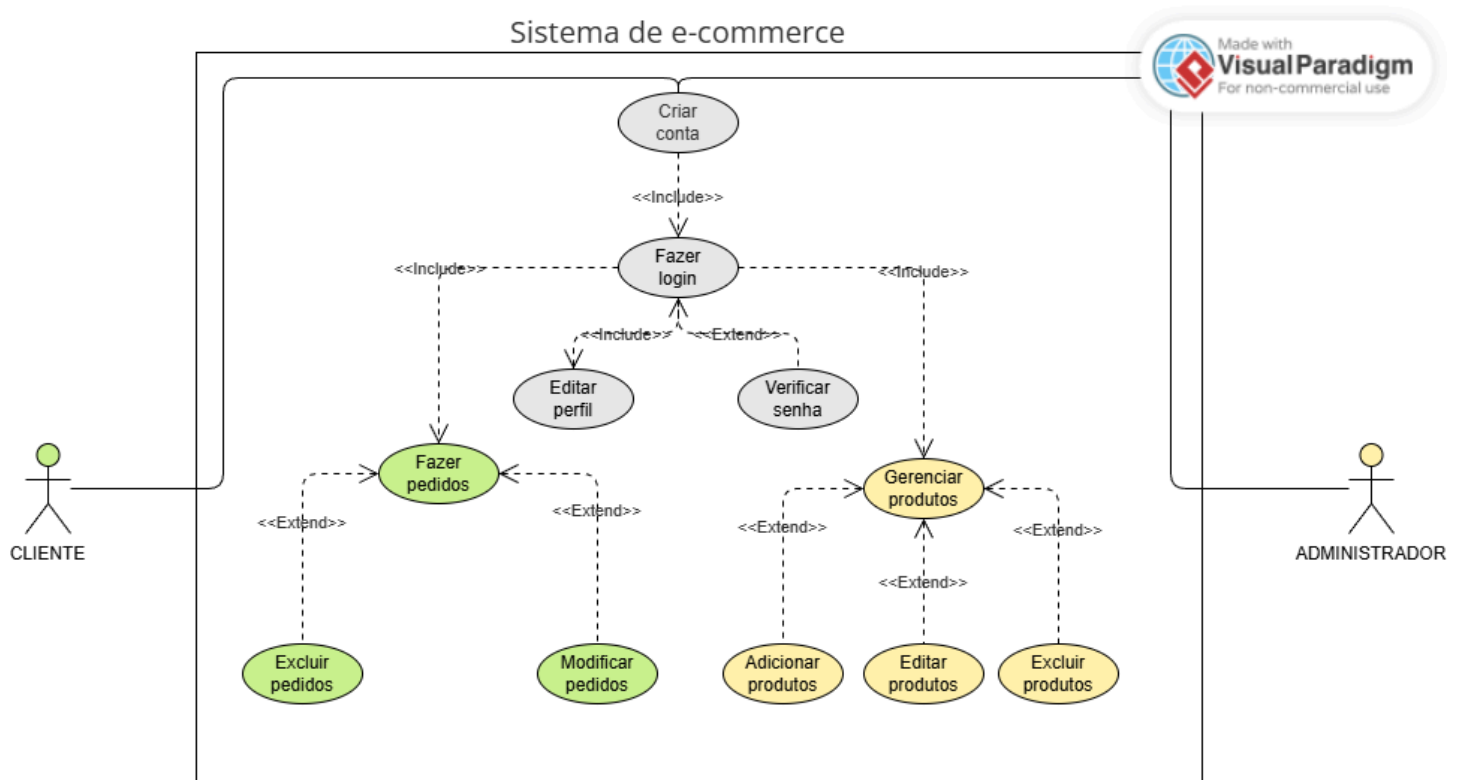 Sistema de e-commerce
Made with
Visual Paradigm
For non-commercial use
Criar
conta
<<Include>>
Fazer
login
<<Include>>
<<Include>>
<<Include>>
<<Extend>>
Editar
perfil
Verificar
senha
Fazer
pedidos
Gerenciar
produtos
<<Extend>>
<<Extend>>
<<Extend>>
<<Extend>>
CLIENTE
ADMINISTRADOR
<<Extend>>
Excluir
pedidos
Modificar
pedidos
Adicionar
produtos
Editar
produtos
Excluir
produtos